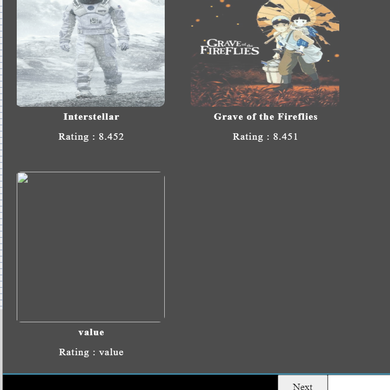 GRAVE of the
FIREFLIES
Interstellar
Grave of the Fireflies
Rating : 8.452
Rating : 8.451
value
Rating : value
Next